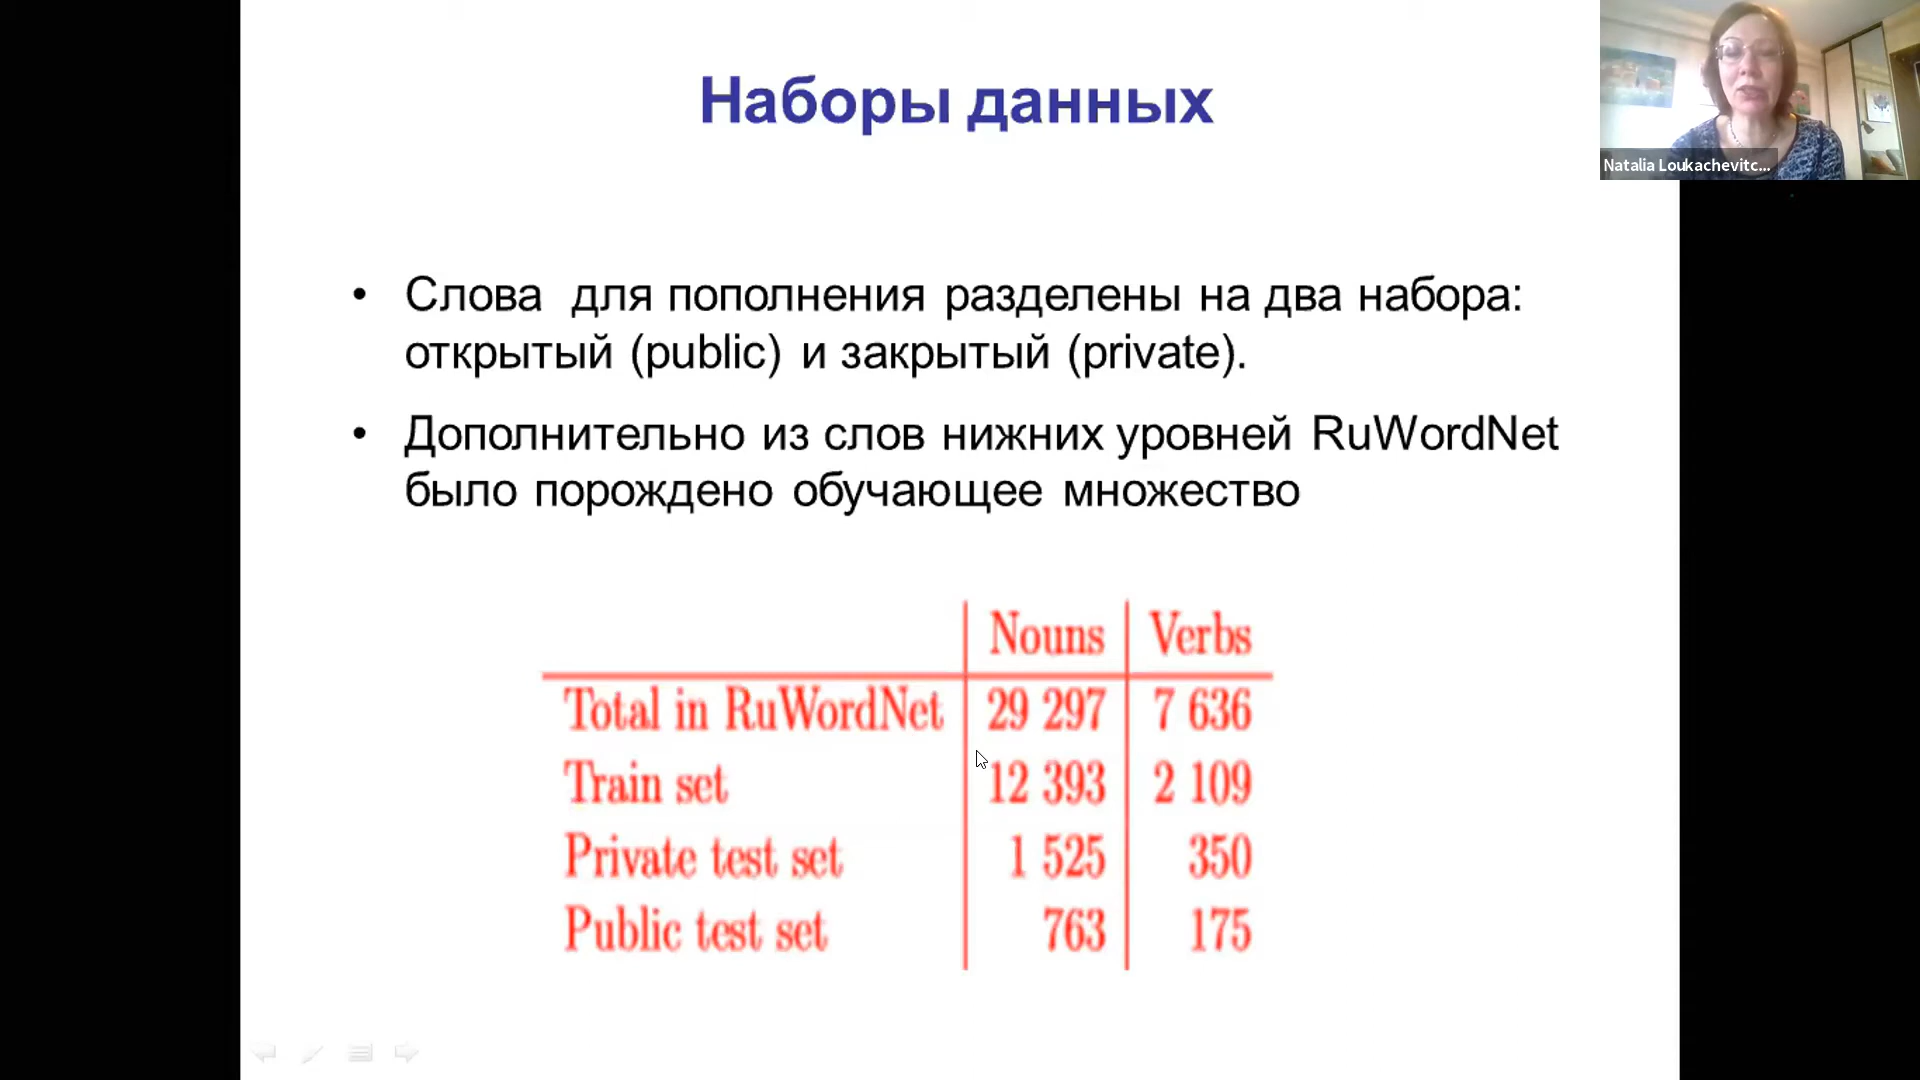 Наборы данных
Natalia Loukachevitc...
• Слова для пополнения разделены на два набора:
открытый (public) и закрытый (private).
• Дополнительно из слов нижних уровней RuWordNet
было порождено обучающее множество
Nouns Verbs
Total in RuWordNet 29 297 7 636
Train set 12 393 2 109
Private test set 1 525 350
Public test set 763 175